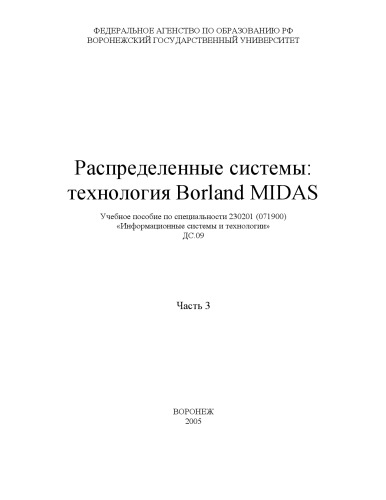 ФЕДЕРАЛЬНОЕ АГЕНСТВО ПО ОБРАЗОВАНИЮ РФ
ВОРОНЕЖСКИЙ ГОСУДАРСТВЕННЫЙ УНИВЕРСИТЕТ
Распределенные системы:
технология Borland MIDAS
Учебное пособие по специальности 230201 (071900)
«Информационные системы и технологии»
ДС.09
Часть 3
ВОРОНЕЖ
2005